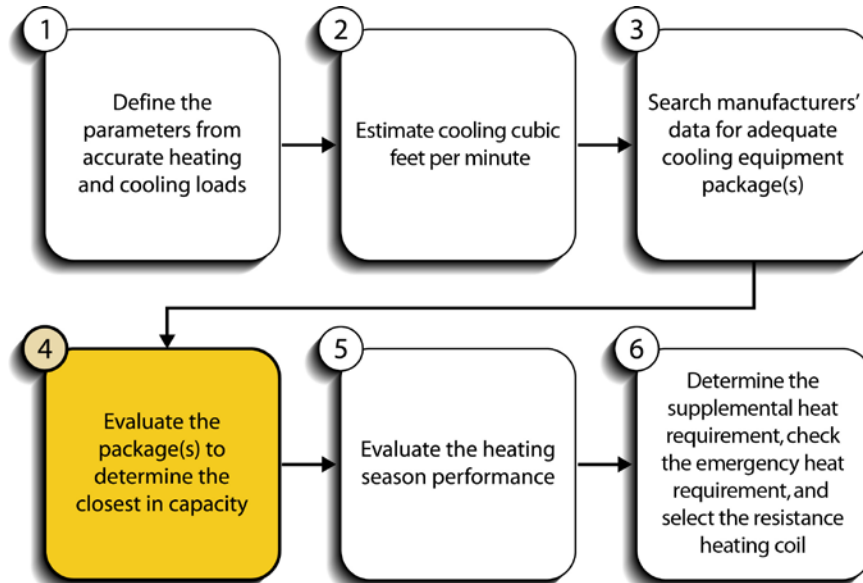 1
Define the
parameters from
accurate heating
and cooling loads
2
Estimate cooling cubic
feet per minute
3
Search manufacturers'
data for adequate
cooling equipment
package(s)
4
Evaluate the
package(s) to
determine the
closest in capacity
5
Evaluate the heating
season performance
6
Determine the
supplemental heat
requirement, check
the emergency heat
requirement, and
select the resistance
heating coil